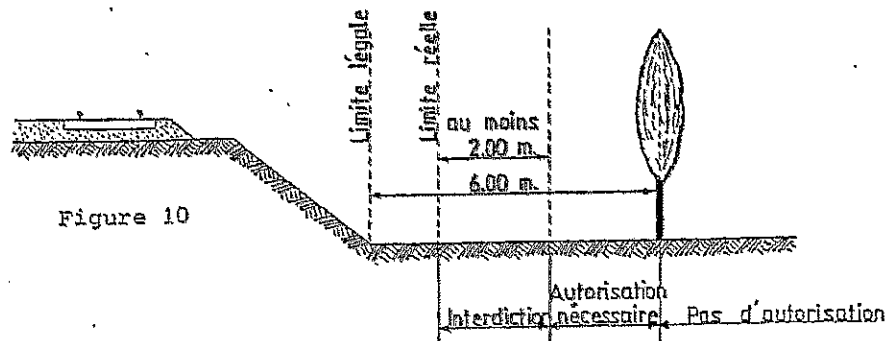 Limite légale
Limite réelle
au moins
2.00 m.
6.00 m.
Figure 10
Autorisation
Interdiction nécessaire Pas d'autorisation